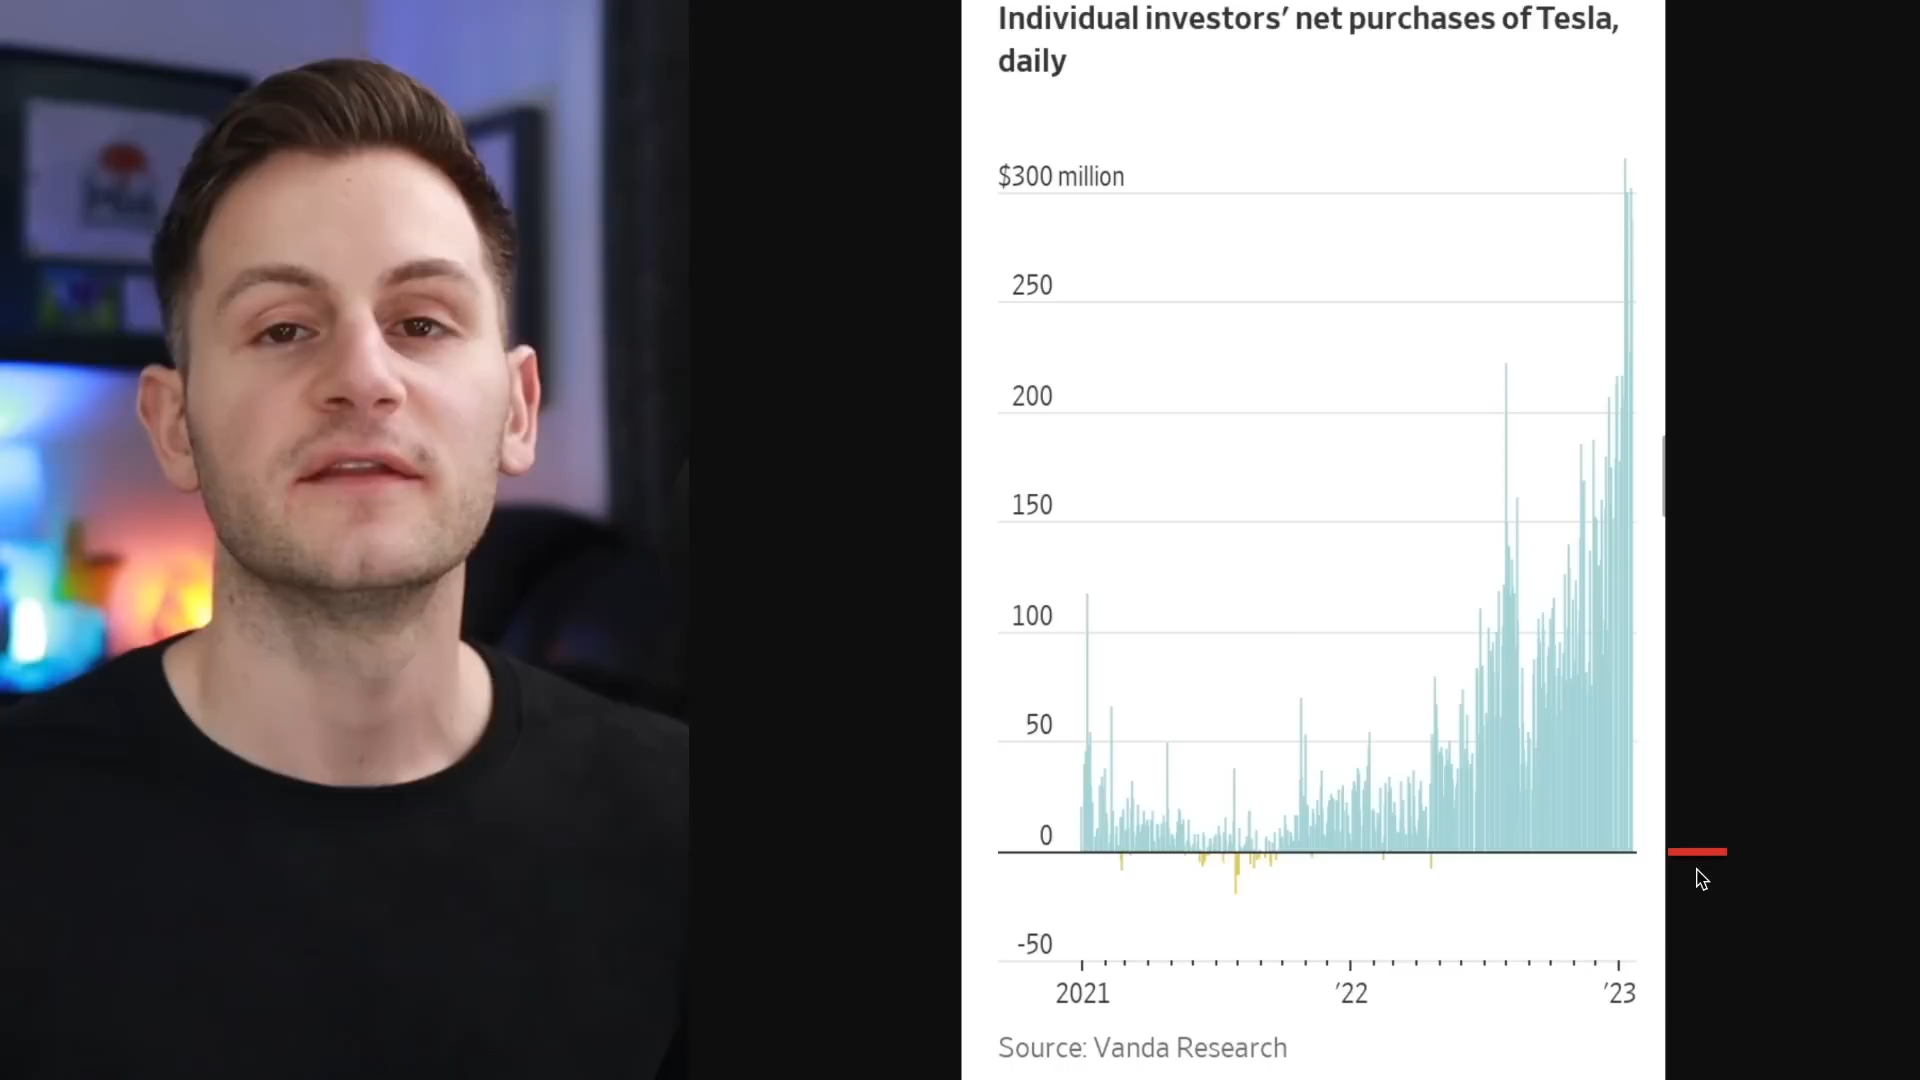 Individual investors’ net purchases of Tesla,
daily
$300 million
250
200
150
100
50
0
-50
2021 ’22 ’23
Source: Vanda Research